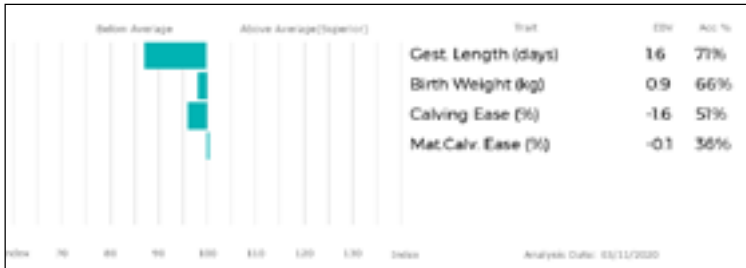 Below Average Above Average(Superior) Trait EBV Acc %
Gest. Length (days) 1.6 71%
Birth Weight (kg) 0.9 66%
Calving Ease (%) -1.6 51%
Mat.Calv. Ease (%) -0.1 36%
Index 70 80 90 100 110 120 130 Index Analysis Date: 03/11/2020